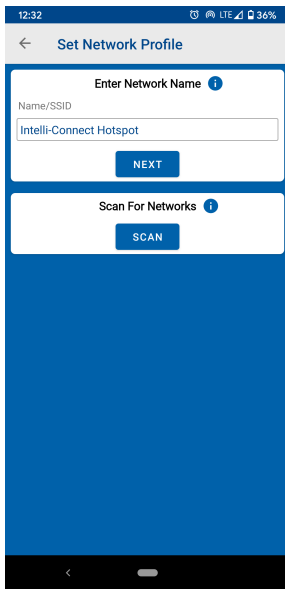 12:32 LTE 36%
Set Network Profile
Enter Network Name i
Name/SSID
Intelli-Connect Hotspot
NEXT
Scan For Networks i
SCAN